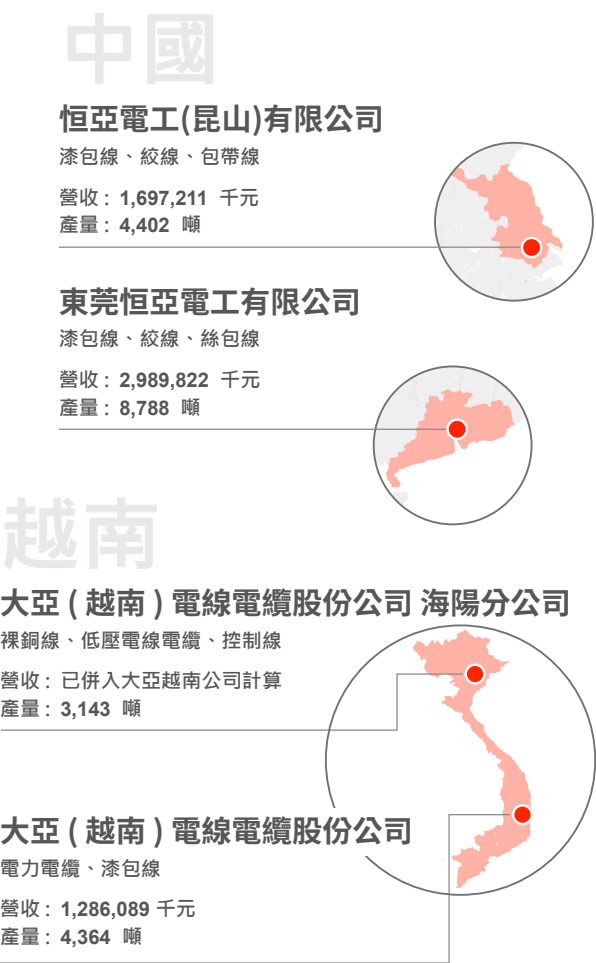 中國
恒亞電工(昆山)有限公司
漆包線、絞線、包帶線
營收: 1,697,211 千元
產量: 4,402 噸
東莞恒亞電工有限公司
漆包線、絞線、絲包線
營收: 2,989,822 千元
產量: 8,788 噸
越南
大亞 ( 越南 ) 電線電纜股份公司 海陽分公司
裸銅線、低壓電線電纜、控制線
營收: 已併入大亞越南公司計算
產量: 3,143 噸
大亞 ( 越南 ) 電線電纜股份公司
電力電纜、漆包線
營收: 1,286,089 千元
產量: 4,364 噸